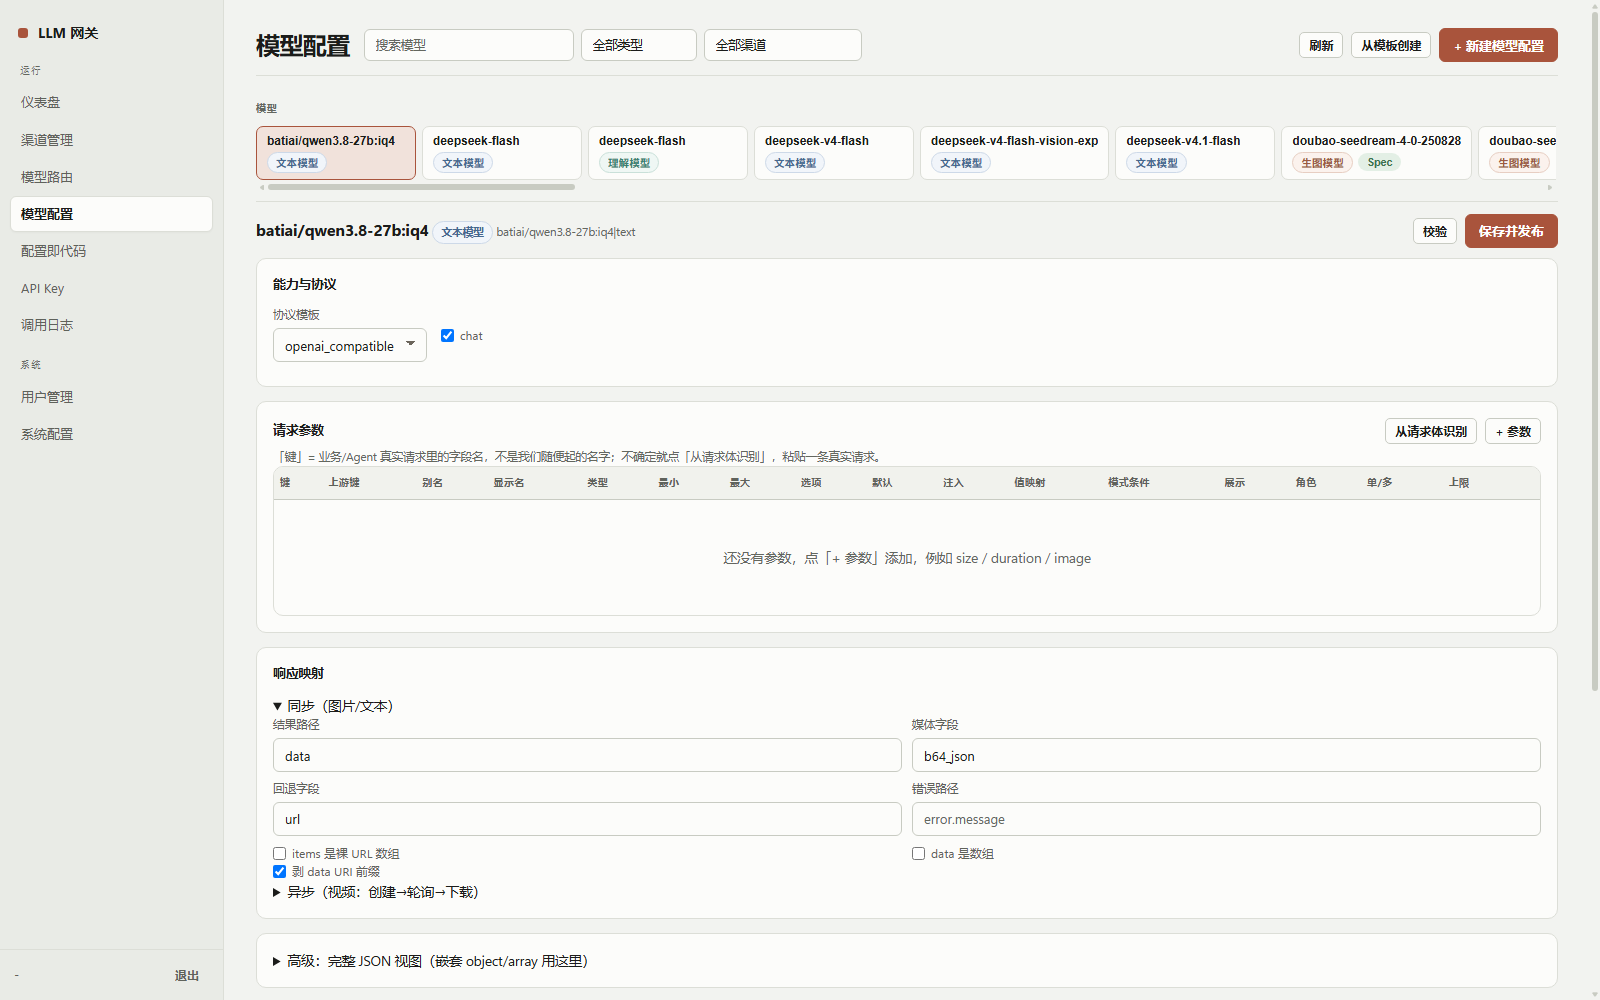 LLM 网关
运行
仪表盘
渠道管理
模型路由
模型配置
配置即代码
API Key
调用日志
系统
用户管理
系统配置
-
退出
模型配置
搜索模型
全部类型
全部渠道
刷新
从模板创建
+ 新建模型配置
模型
batiai/qwen3.8-27b:iq4
文本模型
deepseek-flash
文本模型
deepseek-flash
理解模型
deepseek-v4-flash
文本模型
deepseek-v4-flash-vision-exp
文本模型
deepseek-v4.1-flash
文本模型
doubao-seedream-4-0-250828
生图模型 Spec
doubao-see
生图模型
batiai/qwen3.8-27b:iq4 文本模型 batiai/qwen3.8-27b:iq4|text
校验
保存并发布
能力与协议
协议模板
openai_compatible
chat
请求参数
从请求体识别
+ 参数
「键」= 业务/Agent 真实请求里的字段名，不是我们随便起的名字；不确定就点「从请求体识别」，粘贴一条真实请求。
键 上游键 别名 显示名 类型 最小 最大 选项 默认 注入 值映射 模式条件 展示 角色 单/多 上限
还没有参数，点「+ 参数」添加，例如 size / duration / image
响应映射
▼ 同步（图片/文本）
结果路径
data
媒体字段
b64_json
回退字段
url
错误路径
error.message
items 是裸 URL 数组
data 是数组
剥 data URI 前缀
▶ 异步（视频：创建→轮询→下载）
▶ 高级：完整 JSON 视图（嵌套 object/array 用这里）